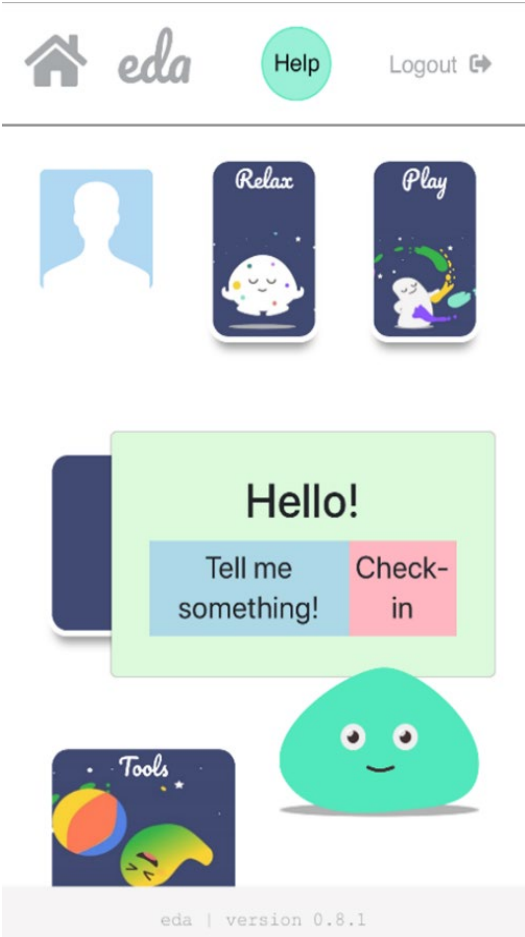 eda
Help
Logout
Relax
Play
Hello!
Tell me
something!
Check-
in
Tools
eda | version 0.8.1